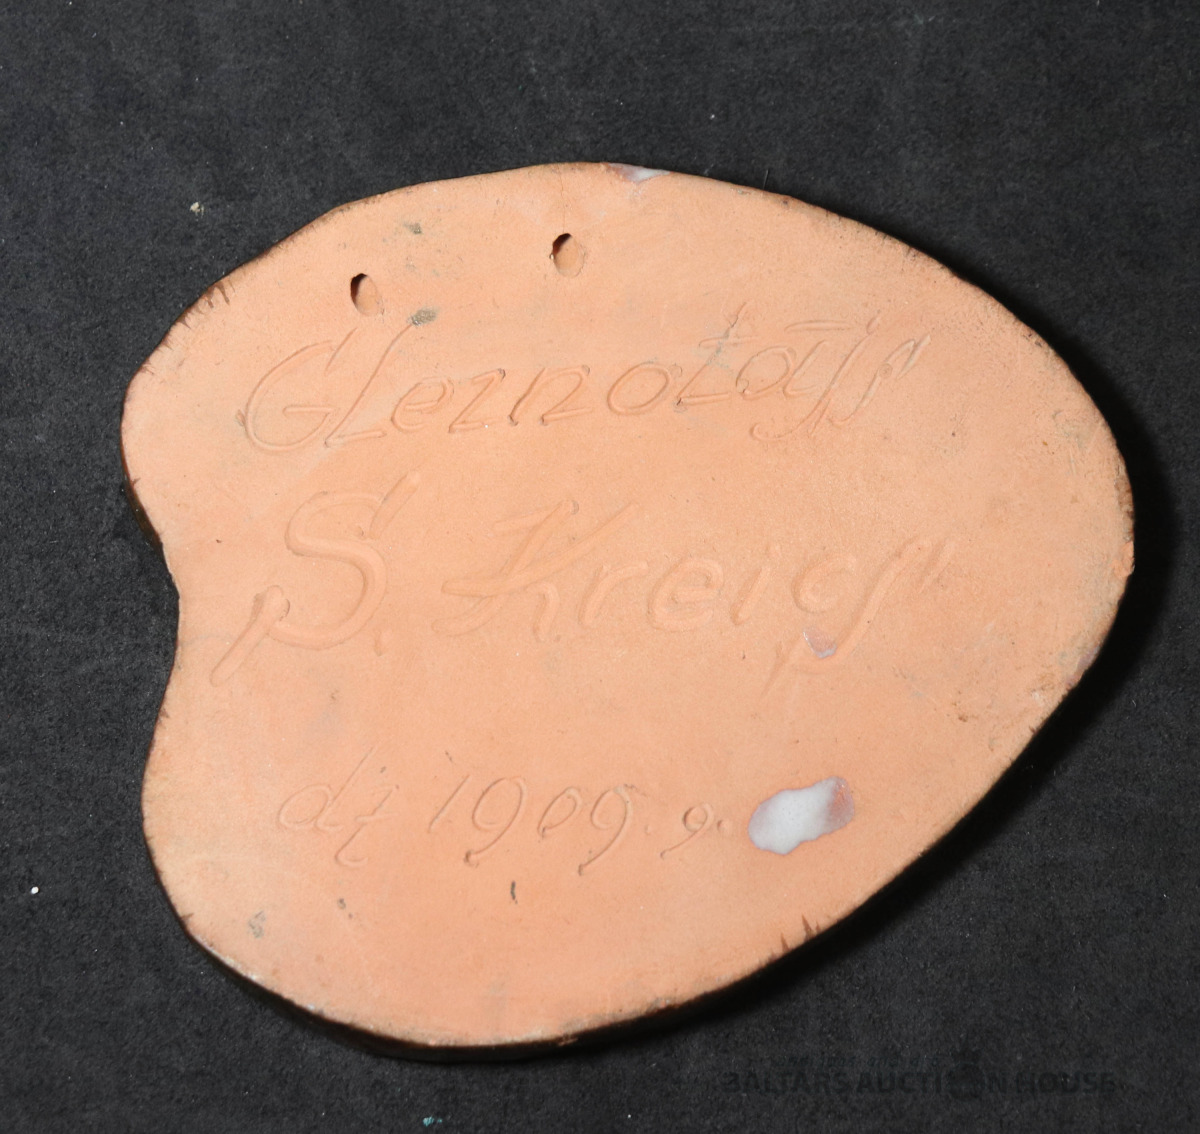 Gleznotājs
S. Kreics
dz 1909. g.
BALTARS AUCTION HOUSE